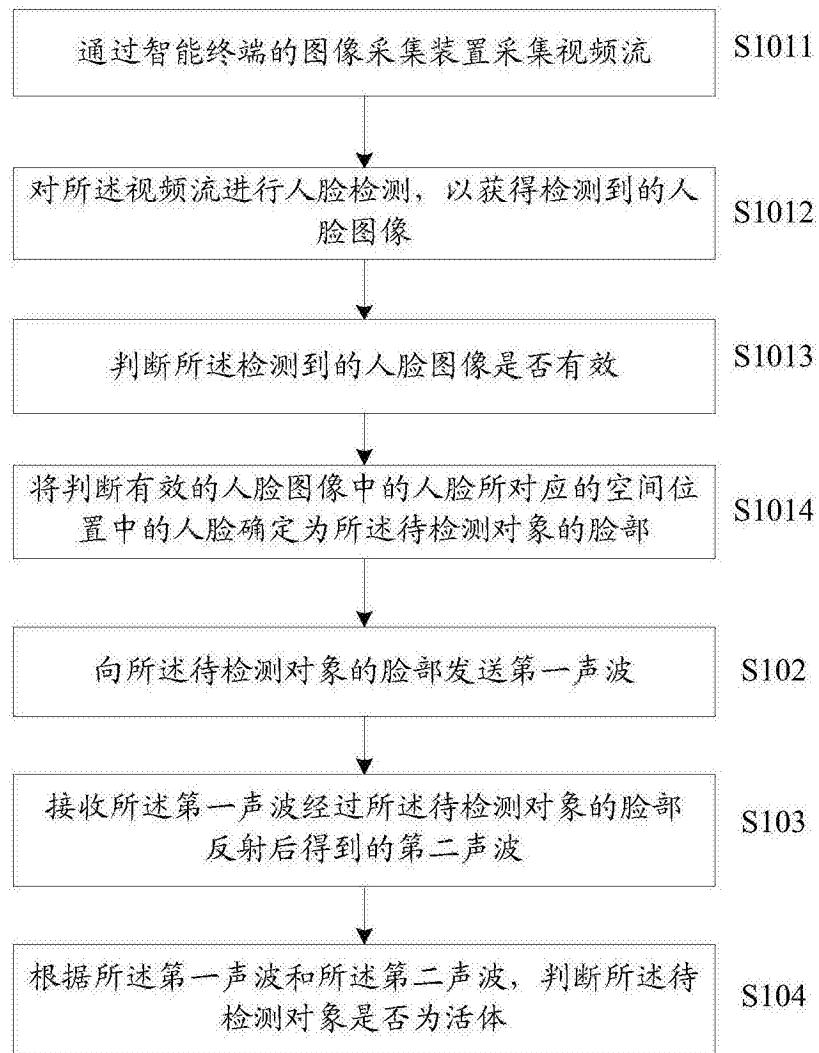 通过智能终端的图像采集装置采集视频流
S1011
对所述视频流进行人脸检测，以获得检测到的人
脸图像
S1012
判断所述检测到的人脸图像是否有效
S1013
将判断有效的人脸图像中的人脸所对应的空间位
置中的人脸确定为所述待检测对象的脸部
S1014
向所述待检测对象的脸部发送第一声波
S102
接收所述第一声波经过所述待检测对象的脸部
反射后得到的第二声波
S103
根据所述第一声波和所述第二声波，判断所述待
检测对象是否为活体
S104